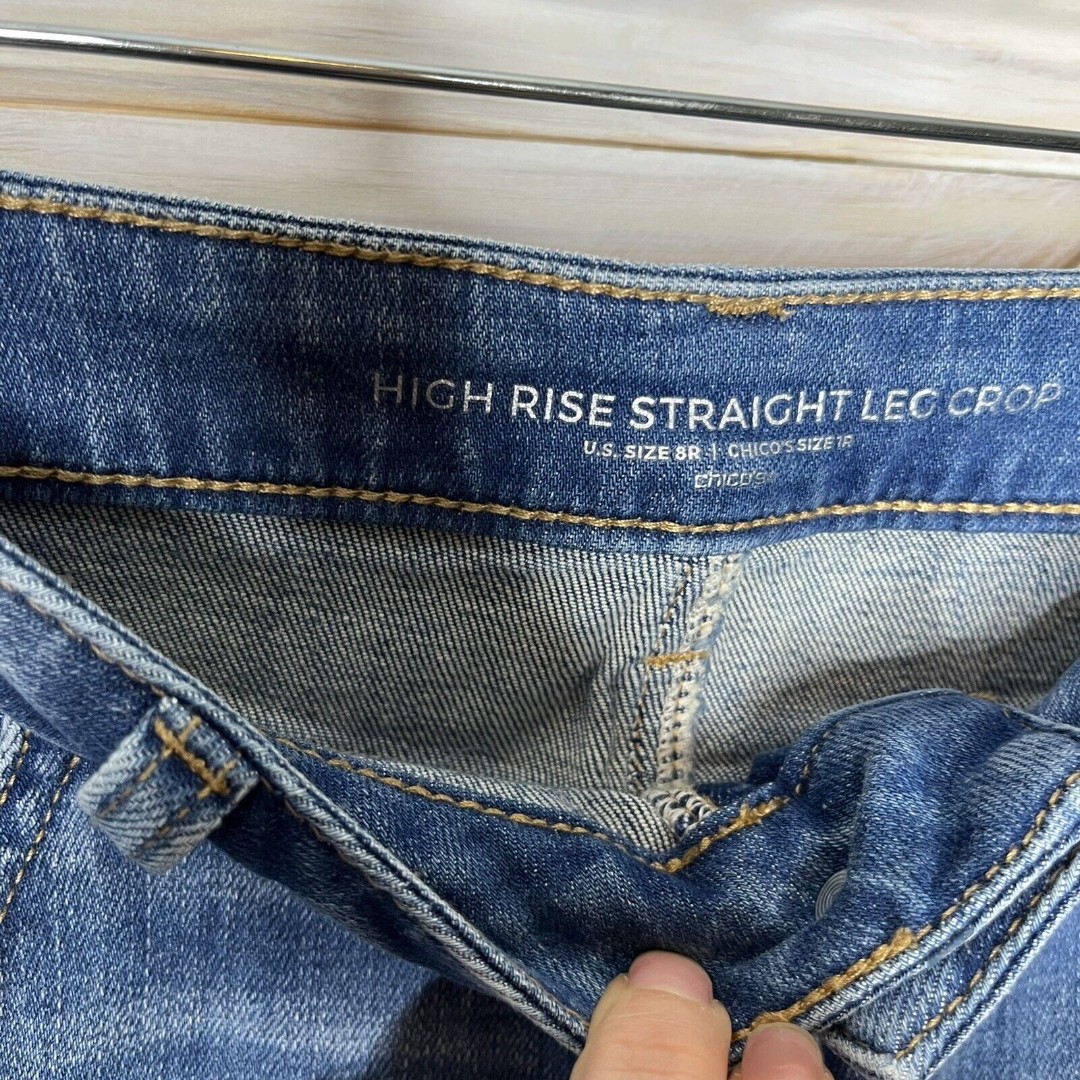 HIGH RISE STRAIGHT LEG CROP
U.S. SIZE 8R | CHICO'S SIZE 1R
chico's